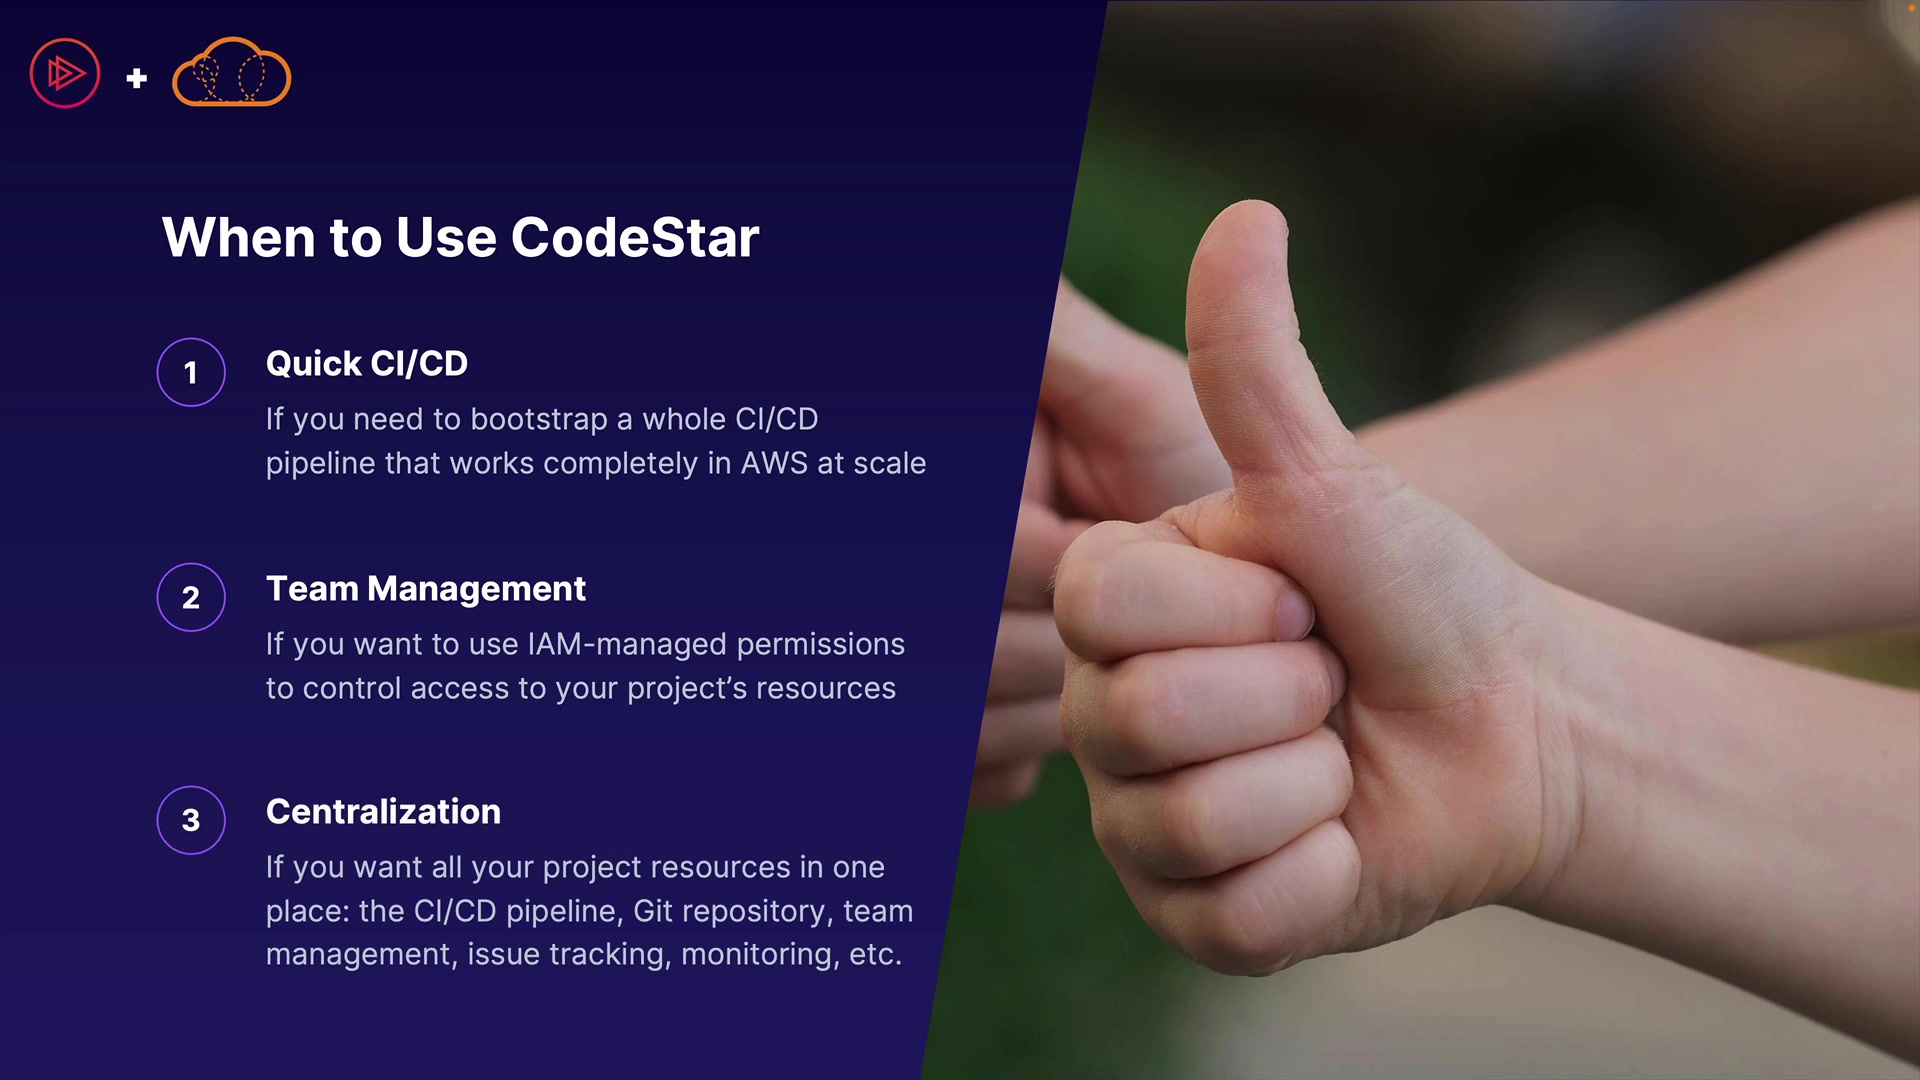 When to Use CodeStar
1
Quick CI/CD
If you need to bootstrap a whole CI/CD
pipeline that works completely in AWS at scale
2
Team Management
If you want to use IAM-managed permissions
to control access to your project’s resources
3
Centralization
If you want all your project resources in one
place: the CI/CD pipeline, Git repository, team
management, issue tracking, monitoring, etc.